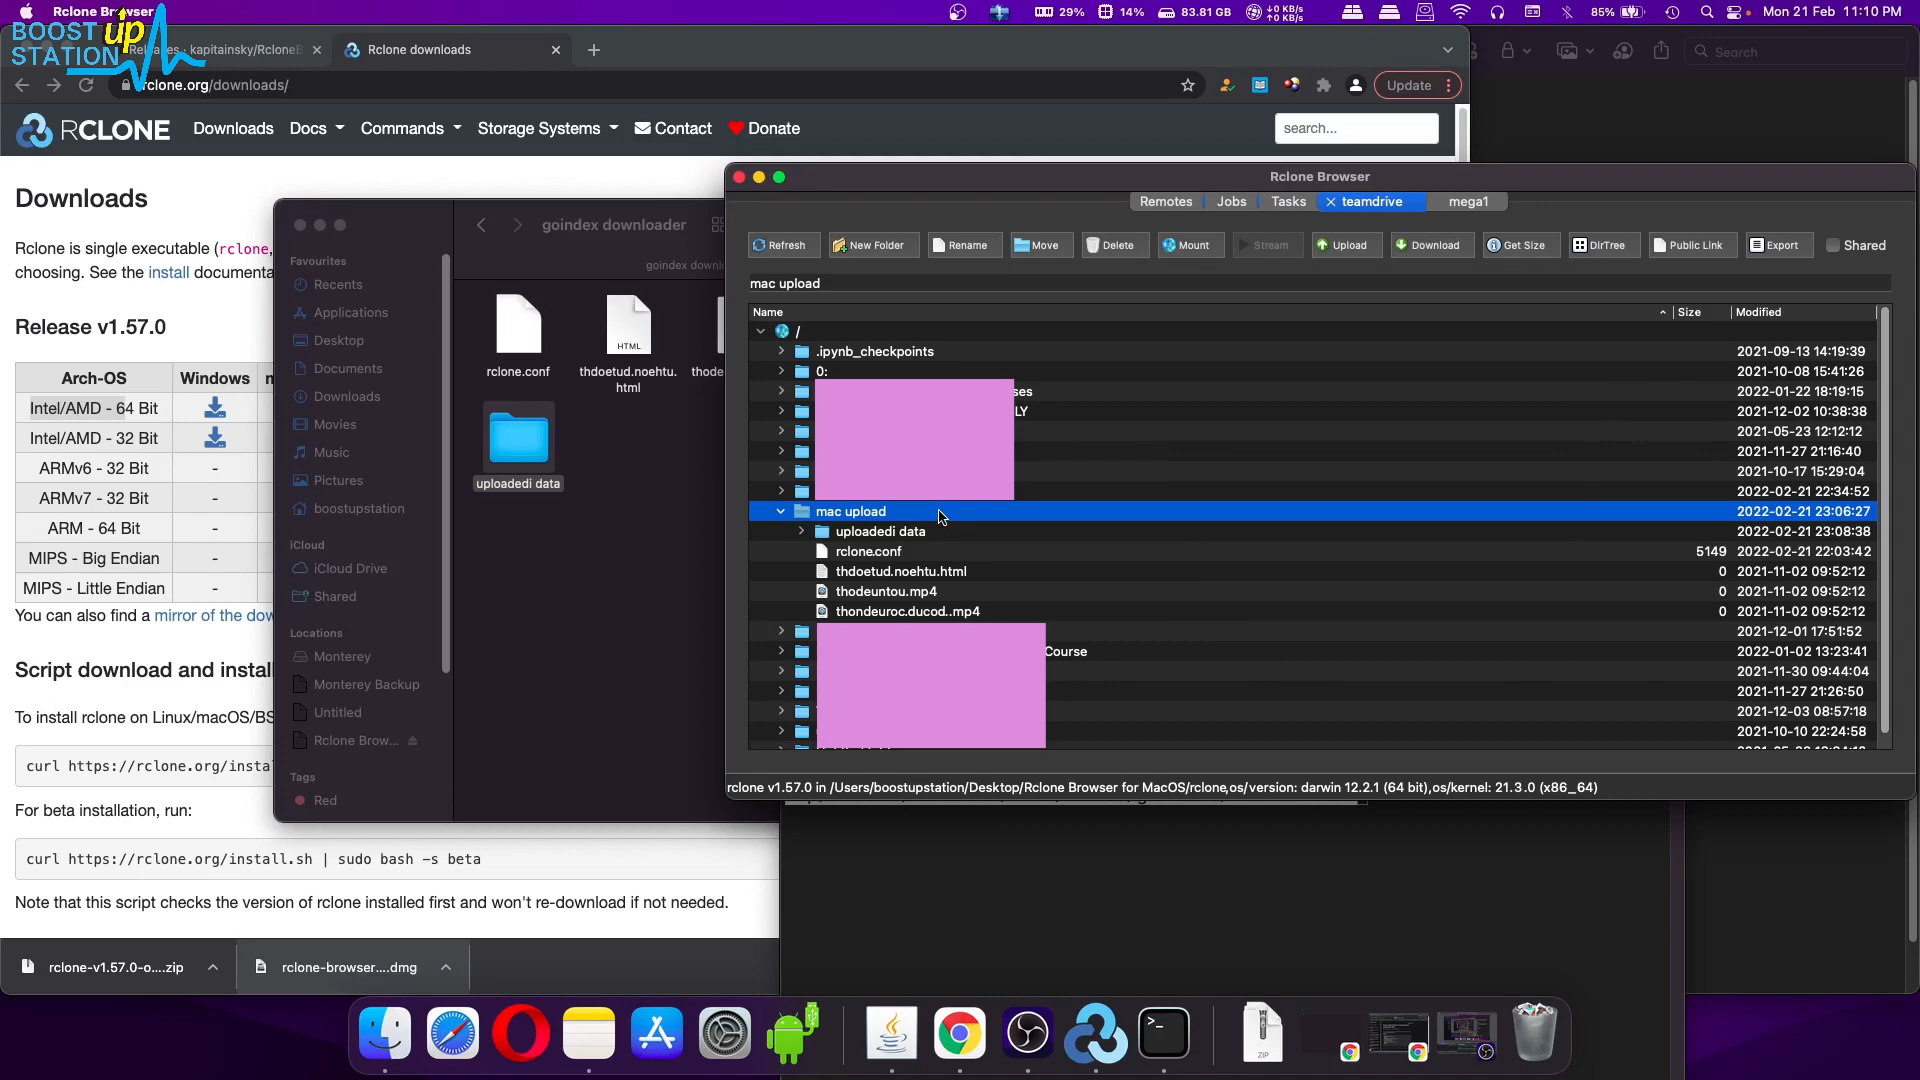 Rclone Browser
29%
14%
83.81 GB
↓0 KB/s
↑0 KB/s
85%
Mon 21 Feb 11:10 PM
BOOST up
STATION
Releases · kapitainsky/RcloneB
Rclone downloads
rclone.org/downloads/
Update
Search
RCLONE
Downloads
Docs
Commands
Storage Systems
Contact
Donate
search...
Downloads
Rclone is single executable (rclone,
choosing. See the install documenta
Release v1.57.0
Arch-OS
Windows
Intel/AMD - 64 Bit
Intel/AMD - 32 Bit
ARMv6 - 32 Bit
-
ARMv7 - 32 Bit
-
ARM - 64 Bit
-
MIPS - Big Endian
-
MIPS - Little Endian
-
You can also find a mirror of the dow
Script download and instal
To install rclone on Linux/macOS/BS
curl https://rclone.org/insta
For beta installation, run:
curl https://rclone.org/install.sh | sudo bash -s beta
Note that this script checks the version of rclone installed first and won't re-download if not needed.
rclone-v1.57.0-o....zip
rclone-browser....dmg
Favourites
Recents
Applications
Desktop
Documents
Downloads
Movies
Music
Pictures
boostupstation
iCloud
iCloud Drive
Shared
Locations
Monterey
Monterey Backup
Untitled
Rclone Brow...
Tags
Red
goindex downloader
goindex downl
rclone.conf
HTML
thdoetud.noehtu.
html
thode
uploadedi data
Rclone Browser
Remotes
Jobs
Tasks
teamdrive
mega1
Refresh
New Folder
Rename
Move
Delete
Mount
Stream
Upload
Download
Get Size
DirTree
Public Link
Export
Shared
mac upload
Name
Size
Modified
/
.ipynb_checkpoints
2021-09-13 14:19:39
0:
2021-10-08 15:41:26
ses
2022-01-22 18:19:15
LY
2021-12-02 10:38:38
2021-05-23 12:12:12
2021-11-27 21:16:40
2021-10-17 15:29:04
2022-02-21 22:34:52
mac upload
2022-02-21 23:06:27
uploadedi data
2022-02-21 23:08:38
rclone.conf
5149
2022-02-21 22:03:42
thdoetud.noehtu.html
0
2021-11-02 09:52:12
thodeuntou.mp4
0
2021-11-02 09:52:12
thondeuroc.ducod..mp4
0
2021-11-02 09:52:12
2021-12-01 17:51:52
Course
2022-01-02 13:23:41
2021-11-30 09:44:04
2021-11-27 21:26:50
2021-12-03 08:57:18
2021-10-10 22:24:58
rclone v1.57.0 in /Users/boostupstation/Desktop/Rclone Browser for MacOS/rclone,os/version: darwin 12.2.1 (64 bit),os/kernel: 21.3.0 (x86_64)
ZIP